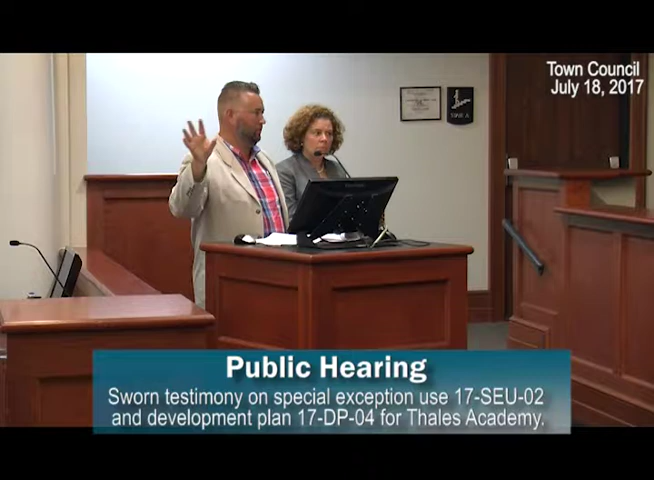 Town Council
July 18, 2017
Public Hearing
Sworn testimony on special exception use 17-SEU-02
and development plan 17-DP-04 for Thales Academy.